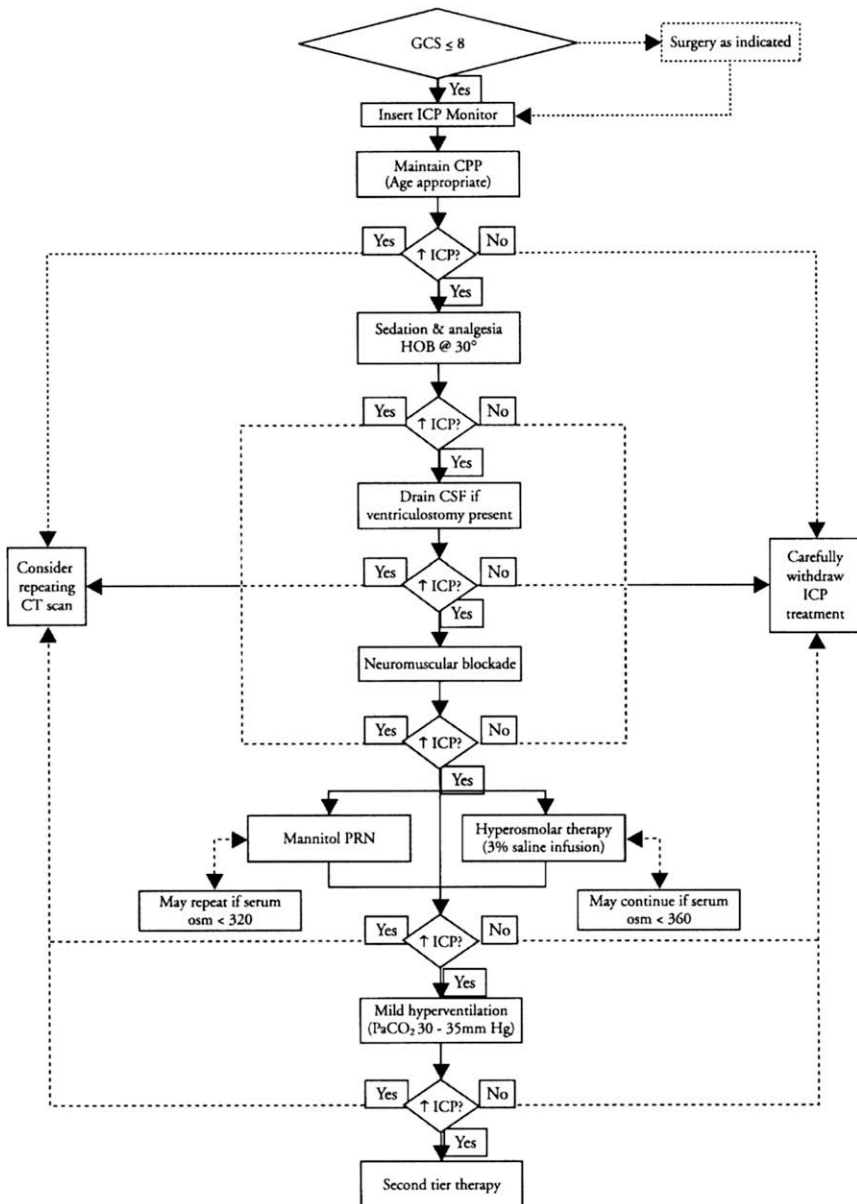 GCS ≤ 8
Surgery as indicated
Yes
Insert ICP Monitor
Maintain CPP
(Age appropriate)
Yes
↑ ICP?
No
Yes
Sedation & analgesia
HOB @ 30°
Yes
↑ ICP?
No
Yes
Drain CSF if
ventriculostomy present
Consider
repeating
CT scan
Yes
↑ ICP?
No
Carefully
withdraw
ICP
treatment
Yes
Neuromuscular blockade
Yes
↑ ICP?
No
Yes
Mannitol PRN
Hyperosmolar therapy
(3% saline infusion)
May repeat if serum
osm < 320
May continue if serum
osm < 360
Yes
↑ ICP?
No
Yes
Mild hyperventilation
(PaCO₂ 30 - 35mm Hg)
Yes
↑ ICP?
No
Yes
Second tier therapy